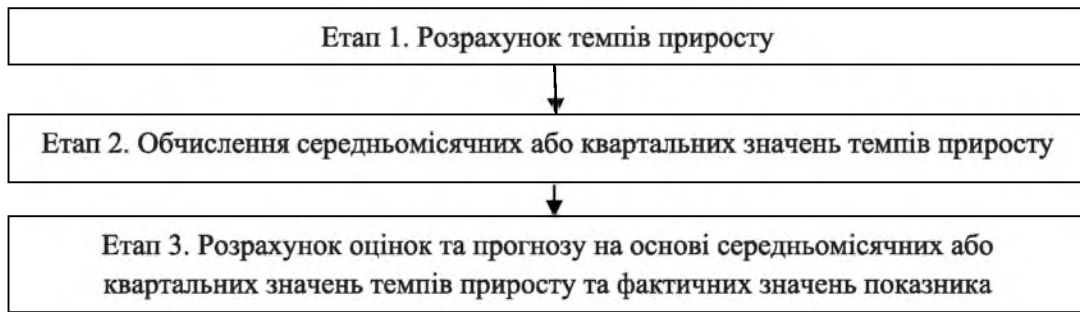 Етап 1. Розрахунок темпів приросту
Етап 2. Обчислення середньомісячних або квартальних значень темпів приросту
Етап 3. Розрахунок оцінок та прогнозу на основі середньомісячних або
квартальних значень темпів приросту та фактичних значень показника